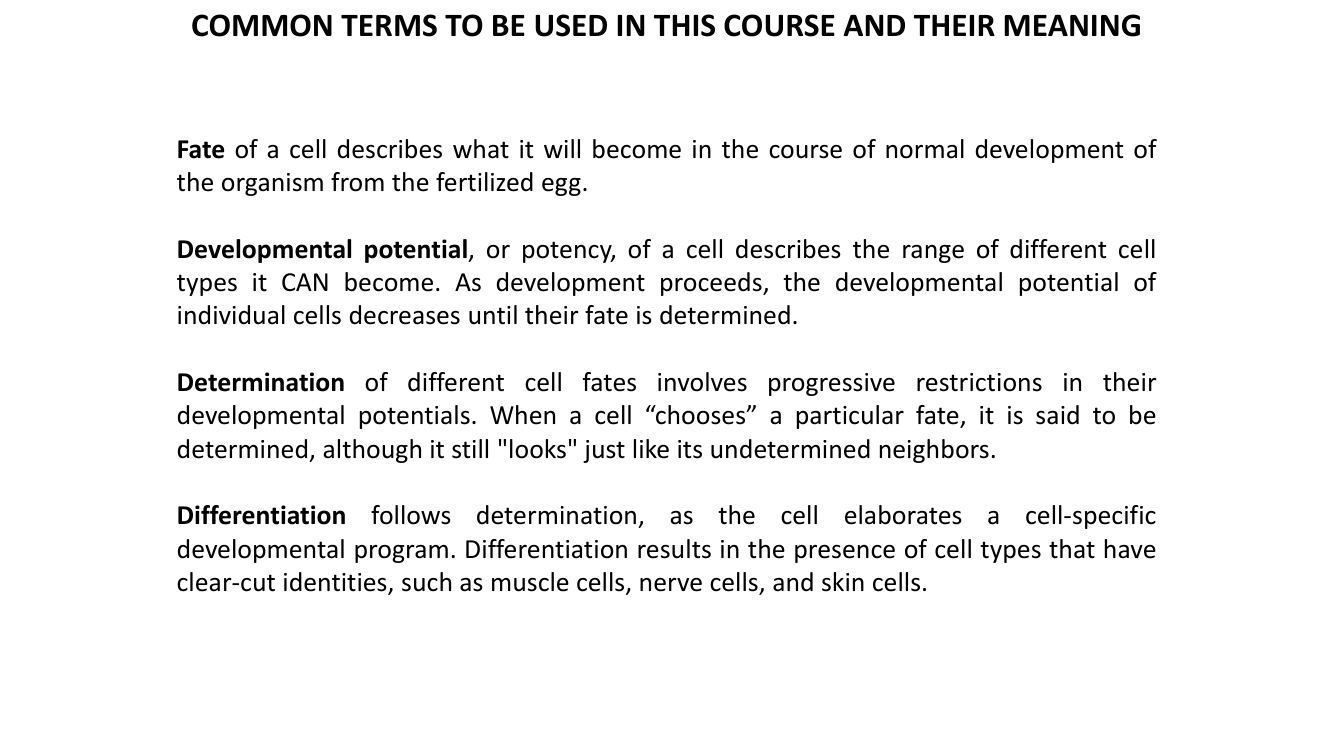 COMMON TERMS TO BE USED IN THIS COURSE AND THEIR MEANING
Fate of a cell describes what it will become in the course of normal development of
the organism from the fertilized egg.
Developmental potential, or potency, of a cell describes the range of different cell
types it CAN become. As development proceeds, the developmental potential of
individual cells decreases until their fate is determined.
Determination of different cell fates involves progressive restrictions in their
developmental potentials. When a cell “chooses” a particular fate, it is said to be
determined, although it still "looks" just like its undetermined neighbors.
Differentiation follows determination, as the cell elaborates a cell-specific
developmental program. Differentiation results in the presence of cell types that have
clear-cut identities, such as muscle cells, nerve cells, and skin cells.